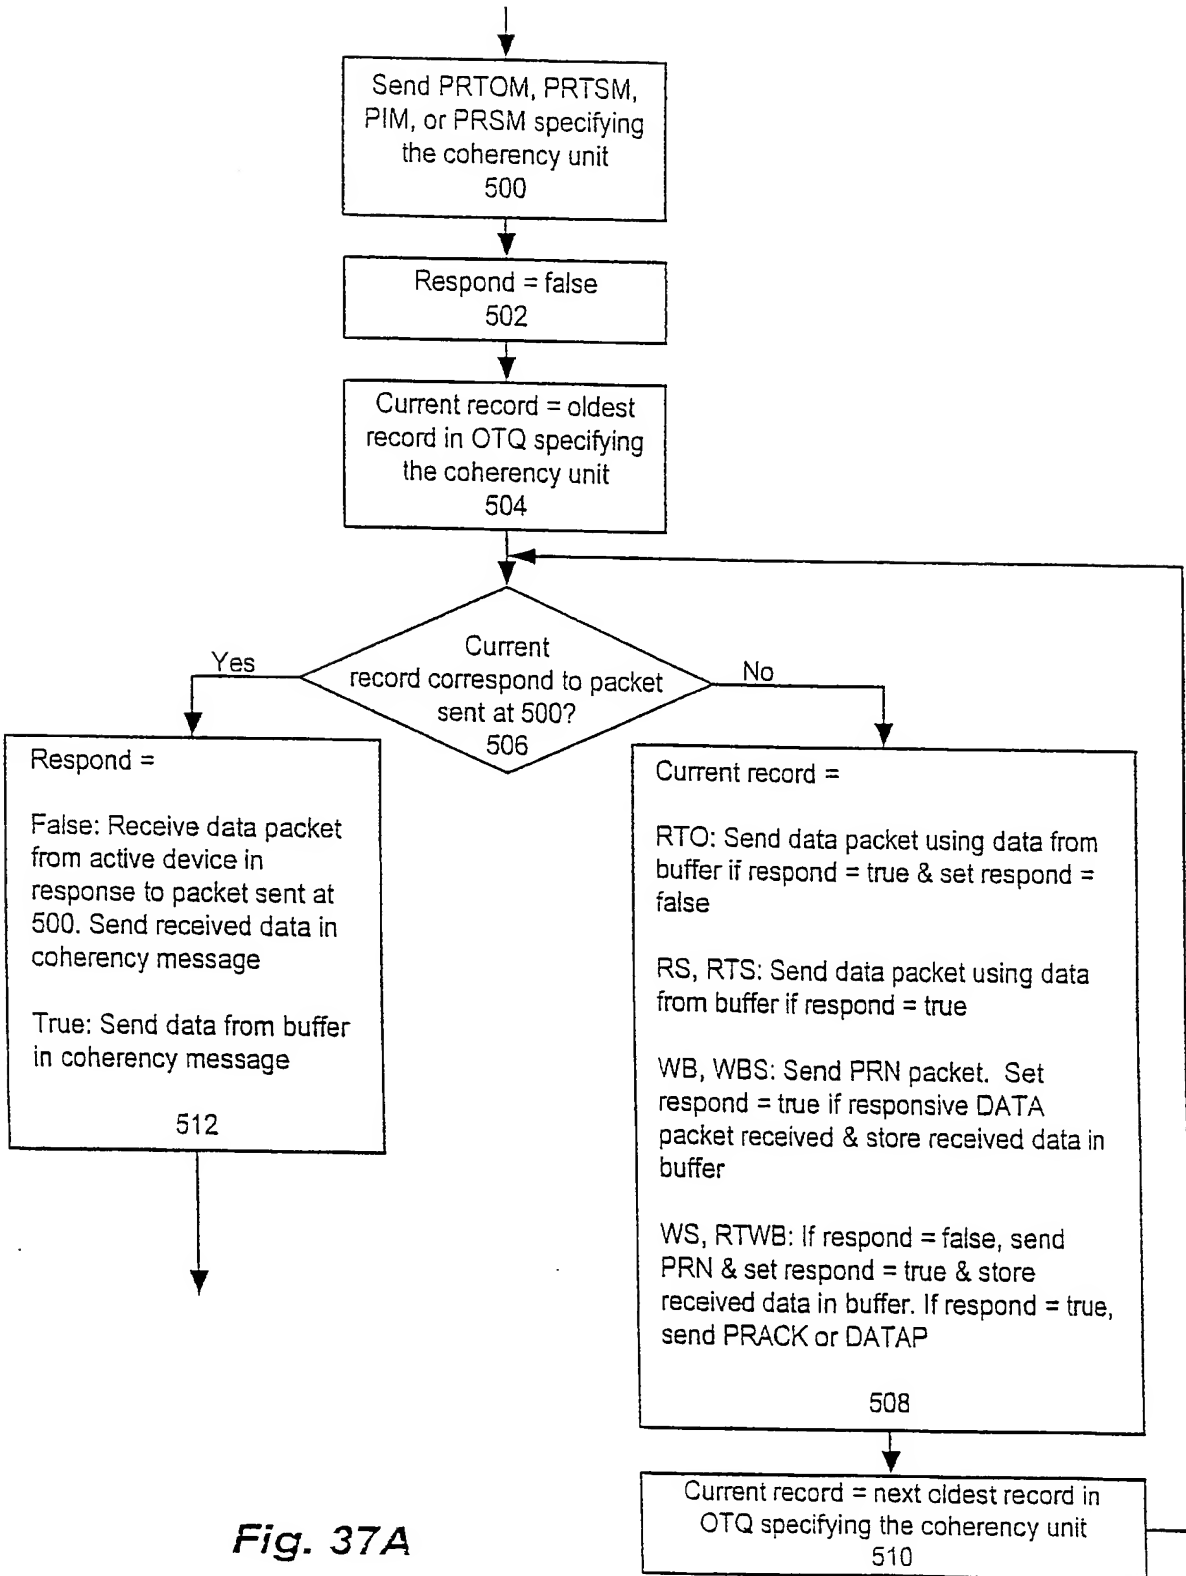 Send PRTOM, PRTSM,
PIM, or PRSM specifying
the coherency unit
500
Respond = false
502
Current record = oldest
record in OTQ specifying
the coherency unit
504
Current
record correspond to packet
sent at 500?
506
Yes
No
Respond =
False: Receive data packet
from active device in
response to packet sent at
500. Send received data in
coherency message
True: Send data from buffer
in coherency message
512
Current record =
RTO: Send data packet using data from
buffer if respond = true & set respond =
false
RS, RTS: Send data packet using data
from buffer if respond = true
WB, WBS: Send PRN packet. Set
respond = true if responsive DATA
packet received & store received data in
buffer
WS, RTWB: If respond = false, send
PRN & set respond = true & store
received data in buffer. If respond = true,
send PRACK or DATAP
508
Current record = next oldest record in
OTQ specifying the coherency unit
510
Fig. 37A